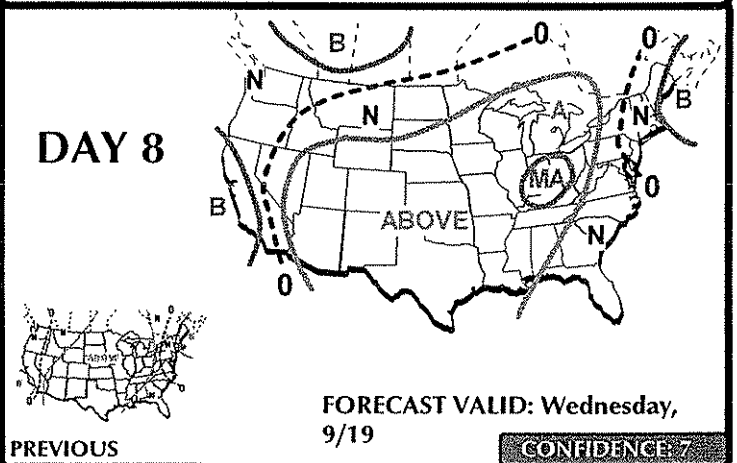 B
0
0
N
N
A
N
B
DAY 8
MA
0
B
ABOVE
N
0
FORECAST VALID: Wednesday,
9/19
PREVIOUS
CONFIDENCE: 7